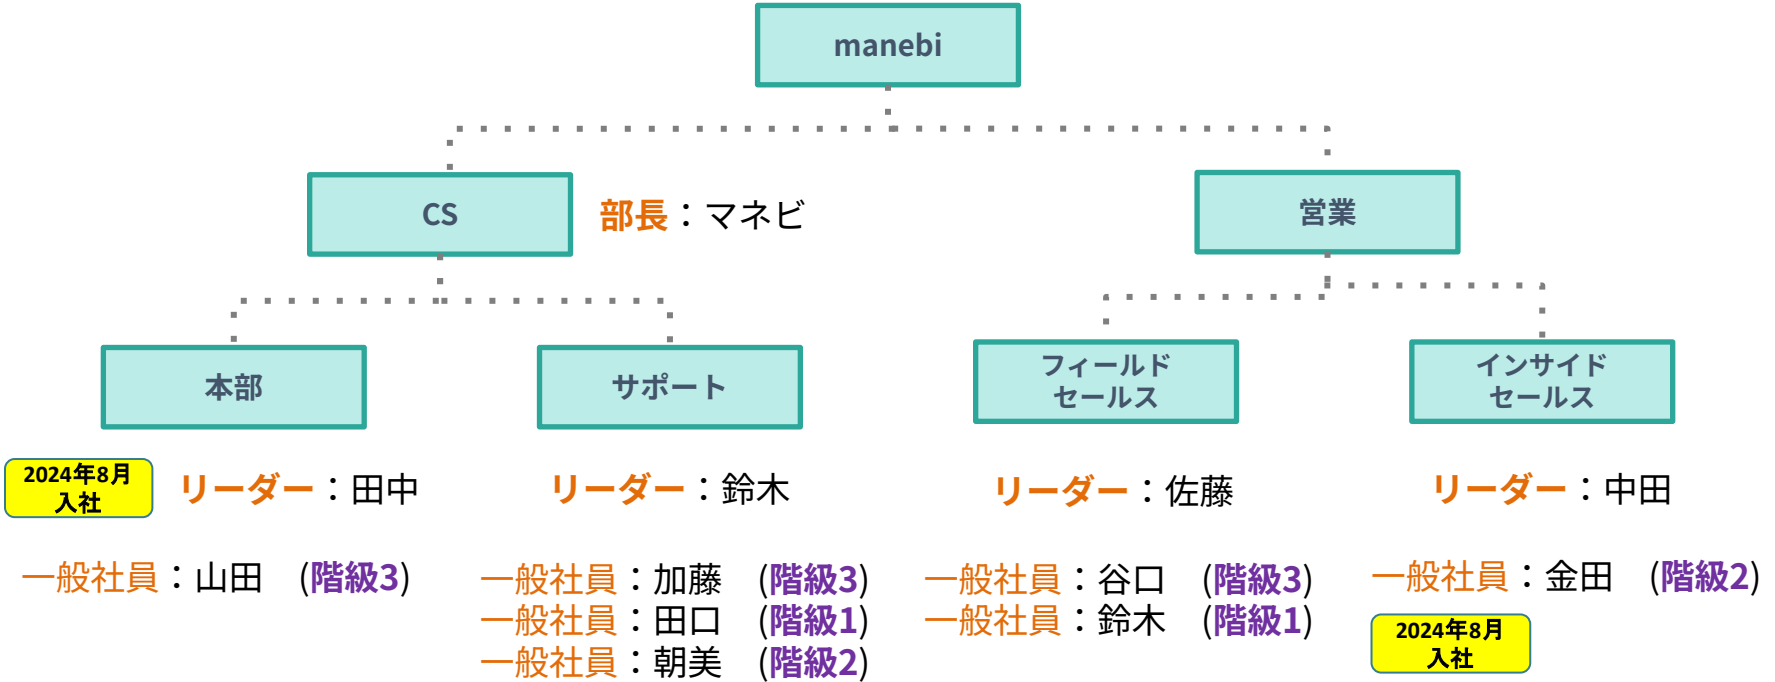 manebi
CS
部長：マネビ
営業
本部
サポート
フィールド
セールス
インサイド
セールス
2024年8月
入社
リーダー：田中
リーダー：鈴木
リーダー：佐藤
リーダー：中田
一般社員：山田　(階級3)
一般社員：加藤　(階級3)
一般社員：田口　(階級1)
一般社員：朝美　(階級2)
一般社員：谷口　(階級3)
一般社員：鈴木　(階級1)
一般社員：金田　(階級2)
2024年8月
入社